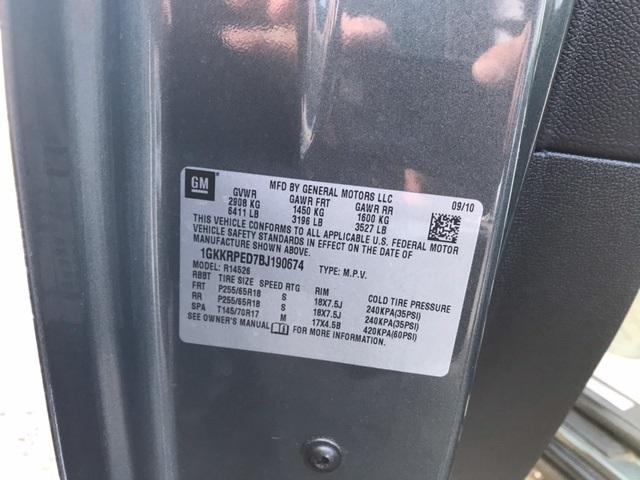 GM
MFD BY GENERAL MOTORS LLC
GVWR GAWR FRT GAWR RR 09/10
2908 KG 1450 KG 1600 KG
6411 LB 3196 LB 3527 LB
THIS VEHICLE CONFORMS TO ALL APPLICABLE U.S. FEDERAL MOTOR
VEHICLE SAFETY STANDARDS IN EFFECT ON THE DATE OF
MANUFACTURE SHOWN ABOVE.
1GKKRPED7BJ190674 TYPE: M.P.V.
MODEL: R14526
RBBT TIRE SIZE SPEED RTG RIM COLD TIRE PRESSURE
FRT P255/65R18 S 18X7.5J 240KPA(35PSI)
RR P255/65R18 S 18X7.5J 240KPA(35PSI)
SPA T145/70R17 M 17X4.5B 420KPA(60PSI)
SEE OWNER'S MANUAL FOR MORE INFORMATION.